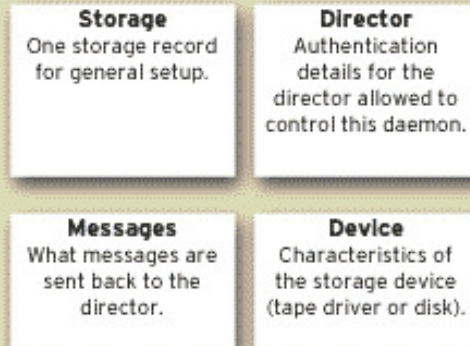 Storage
One storage record
for general setup.
Director
Authentication
details for the
director allowed to
control this daemon.
Messages
What messages are
sent back to the
director.
Device
Characteristics of
the storage device
(tape driver or disk).